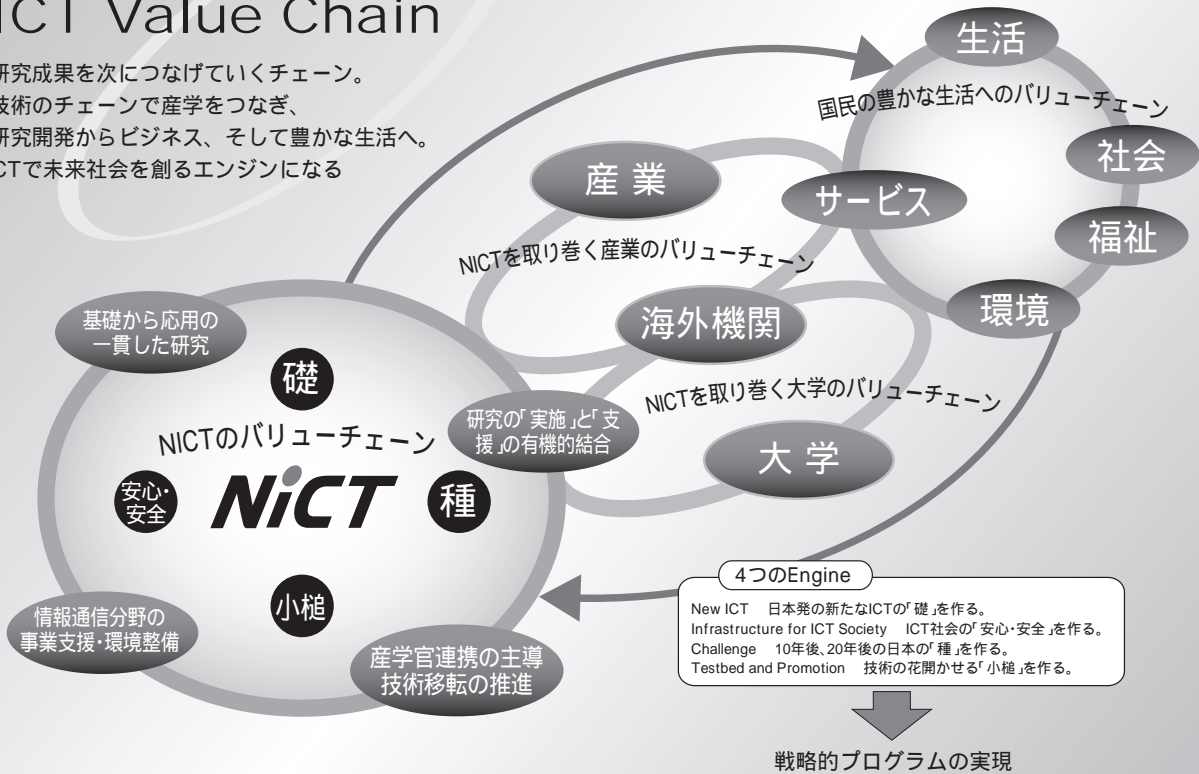 ICT Value Chain
研究成果を次につなげていくチェーン。
技術のチェーンで産学をつなぎ、
研究開発からビジネス、そして豊かな生活へ。
ICTで未来社会を創るエンジンになる
生活
国民の豊かな生活へのバリューチェーン
社会
産業
サービス
福祉
NICTを取り巻く産業のバリューチェーン
海外機関
環境
基礎から応用の
一貫した研究
礎
NICTを取り巻く大学のバリューチェーン
研究の「実施」と「支
援」の有機的結合
NICTのバリューチェーン
大学
安心・
安全
NiCT
種
小槌
情報通信分野の
事業支援・環境整備
産学官連携の主導
技術移転の推進
4つのEngine
New ICT 日本発の新たなICTの「礎」を作る。
Infrastructure for ICT Society ICT社会の「安心・安全」を作る。
Challenge 10年後、20年後の日本の「種」を作る。
Testbed and Promotion 技術の花開かせる「小槌」を作る。
戦略的プログラムの実現